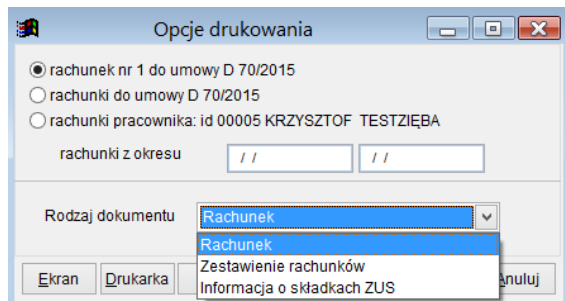 Opcje drukowania
rachunek nr 1 do umowy D 70/2015
rachunki do umowy D 70/2015
rachunki pracownika: id 00005 KRZYSZTOF TESTZIĘBA
rachunki z okresu / / / /
Rodzaj dokumentu Rachunek
Rachunek
Zestawienie rachunków
Informacja o składkach ZUS
Ekran Drukarka Anuluj